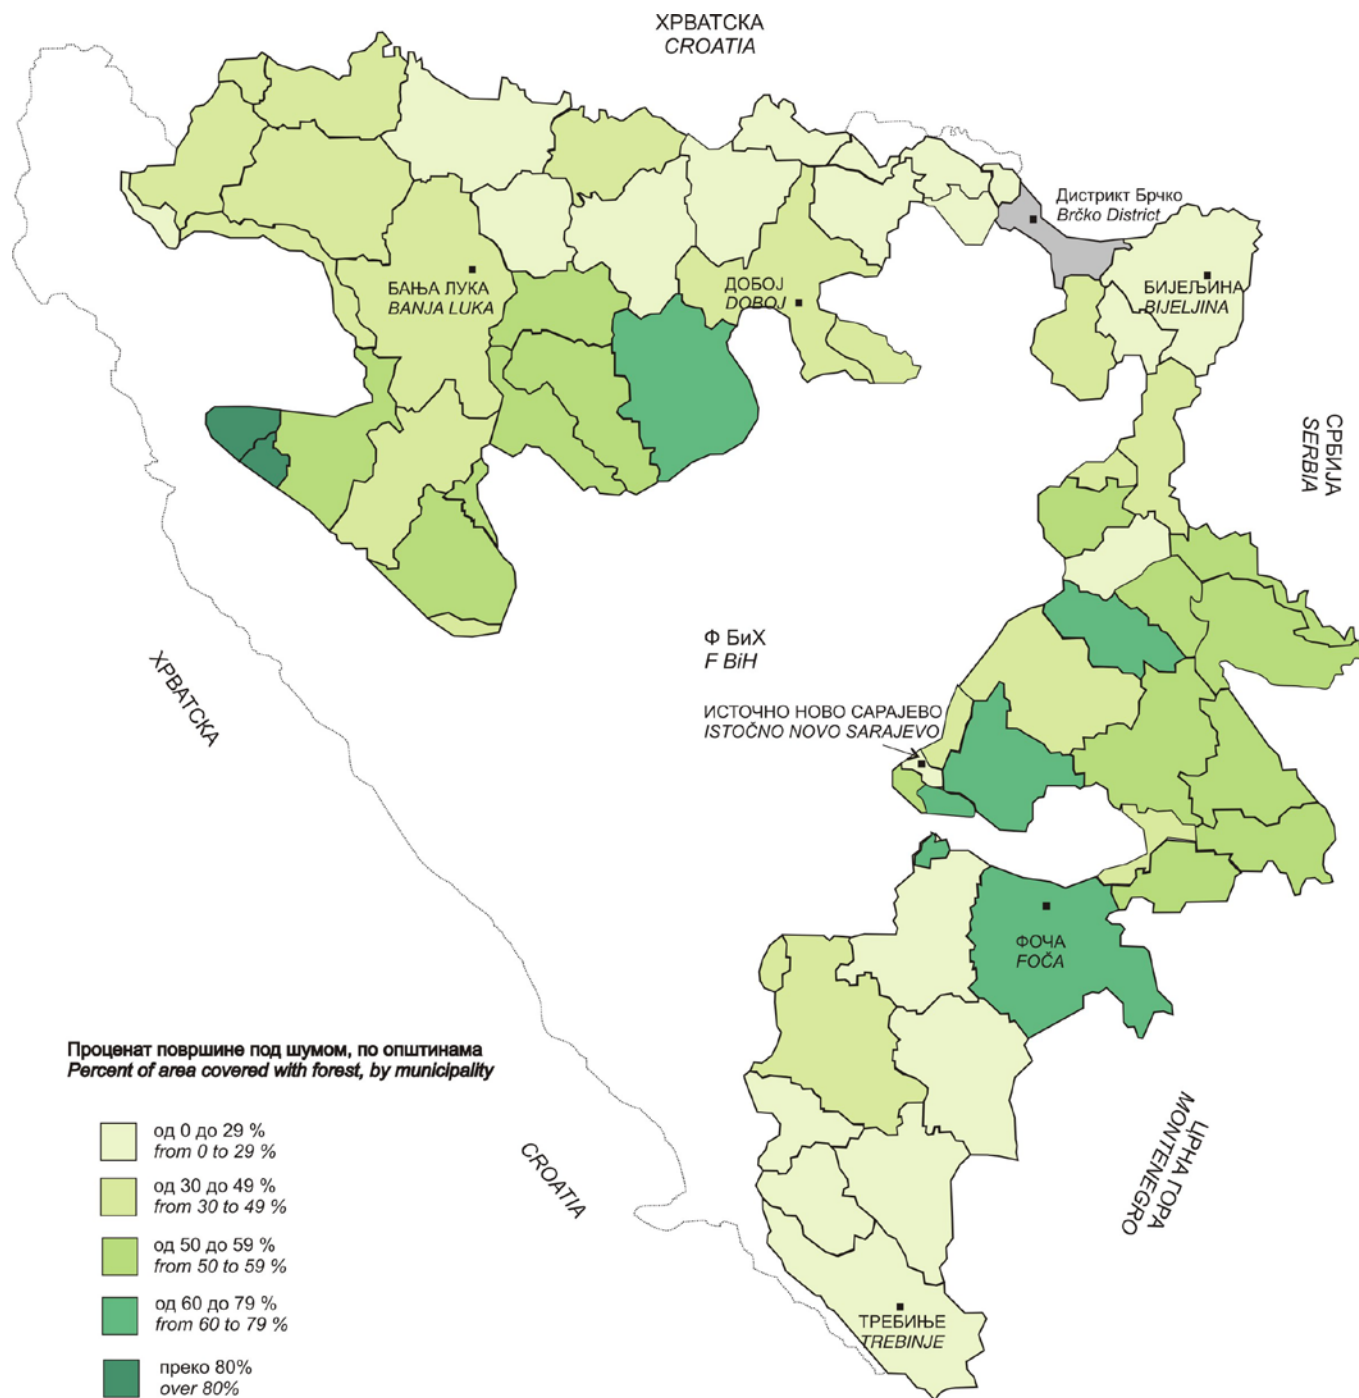 ХРВАТСКА
CROATIA
Дистрикт Брчко
Brčko District
БАЊА ЛУКА
BANJA LUKA
ДОБОЈ
DOBOJ
БИЈЕЉИНА
BIJELJINA
СРБИЈА
SERBIA
Ф БиХ
F BiH
ХРВАТСКА
ИСТОЧНО НОВО САРАЈЕВО
ISTOČNO NOVO SARAJEVO
ФОЧА
FOČA
Проценат површине под шумом, по општинама
Percent of area covered with forest, by municipality
од 0 до 29 %
from 0 to 29 %
од 30 до 49 %
from 30 to 49 %
од 50 до 59 %
from 50 to 59 %
од 60 до 79 %
from 60 to 79 %
преко 80%
over 80%
CROATIA
ЦРНА ГОРА
MONTENEGRO
ТРЕБИЊЕ
TREBINJE